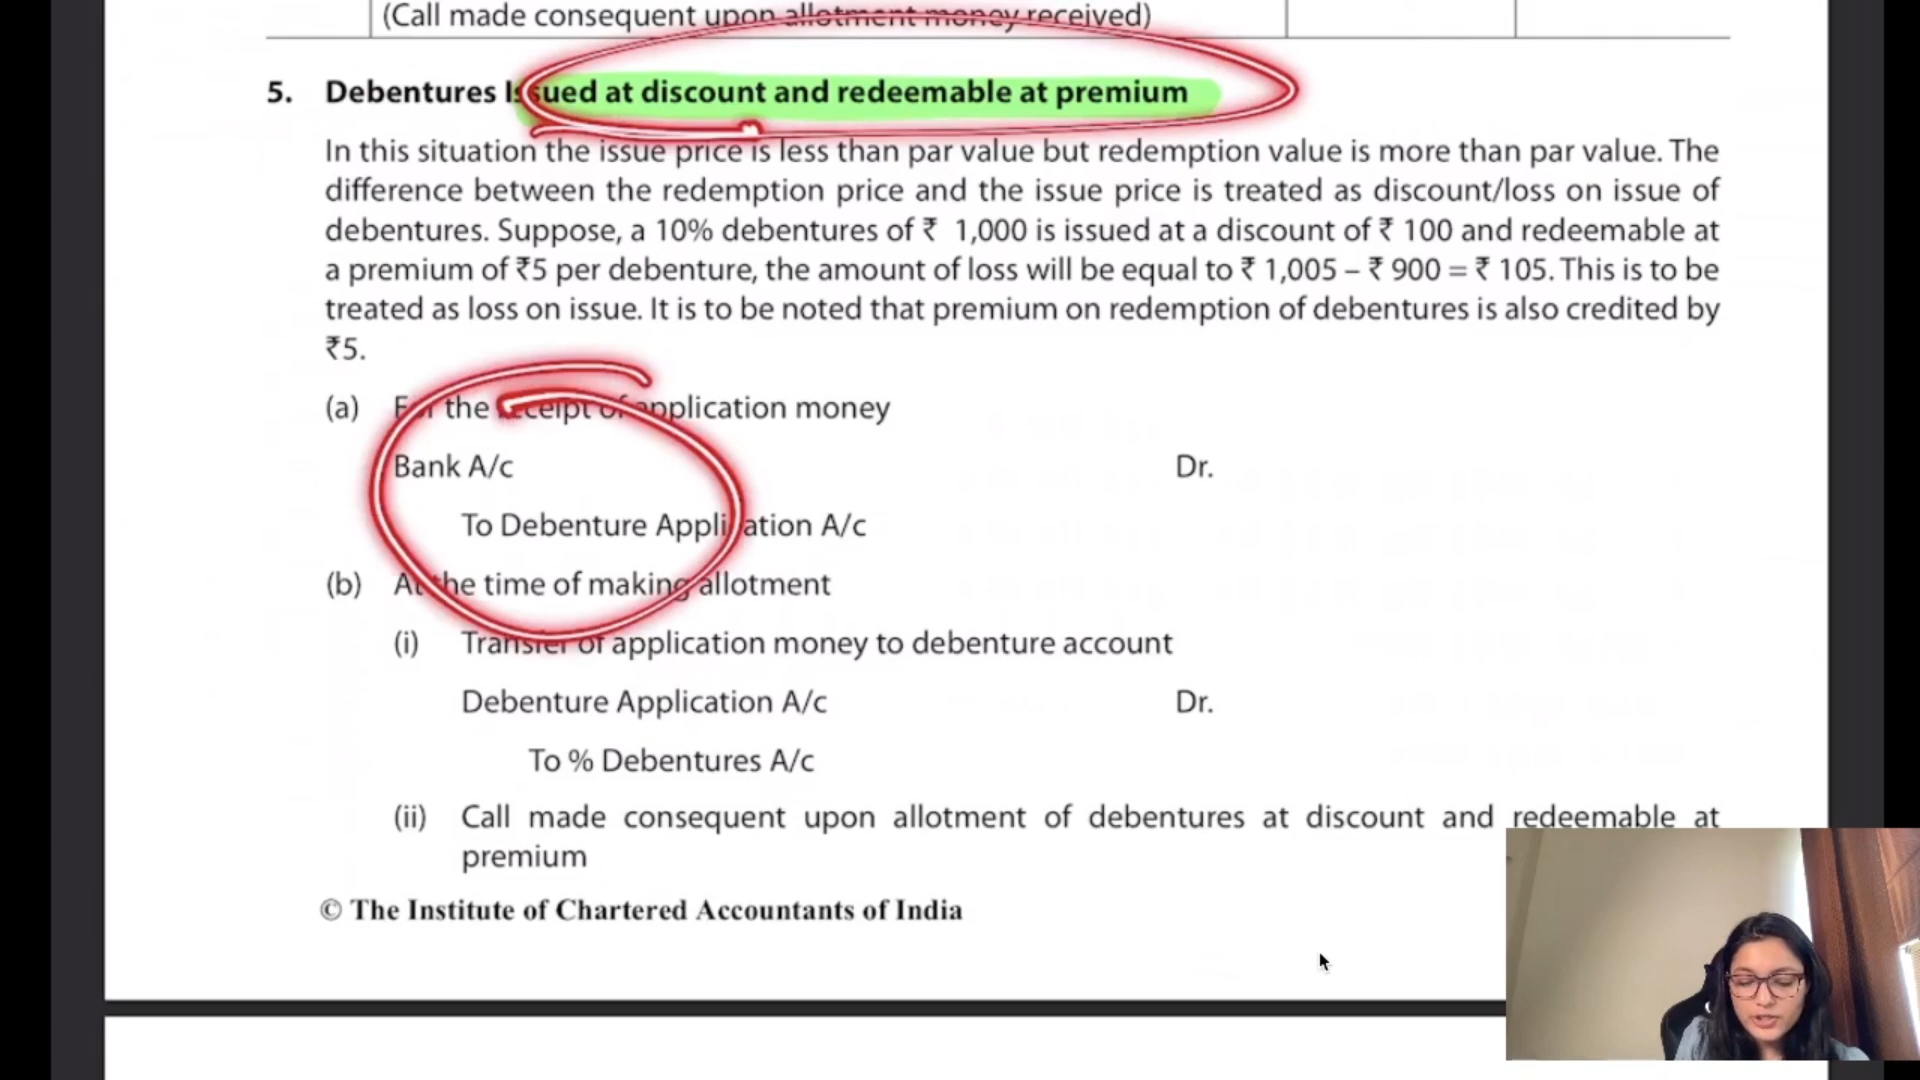 (Call made consequent upon allotment money received)
5. Debentures Issued at discount and redeemable at premium
In this situation the issue price is less than par value but redemption value is more than par value. The
difference between the redemption price and the issue price is treated as discount/loss on issue of
debentures. Suppose, a 10% debentures of ₹ 1,000 is issued at a discount of ₹ 100 and redeemable at
a premium of ₹5 per debenture, the amount of loss will be equal to ₹ 1,005 – ₹ 900 = ₹ 105. This is to be
treated as loss on issue. It is to be noted that premium on redemption of debentures is also credited by
₹5.
(a) For the receipt of application money
Bank A/c Dr.
To Debenture Application A/c
(b) At the time of making allotment
(i) Transfer of application money to debenture account
Debenture Application A/c Dr.
To % Debentures A/c
(ii) Call made consequent upon allotment of debentures at discount and redeemable at
premium
© The Institute of Chartered Accountants of India